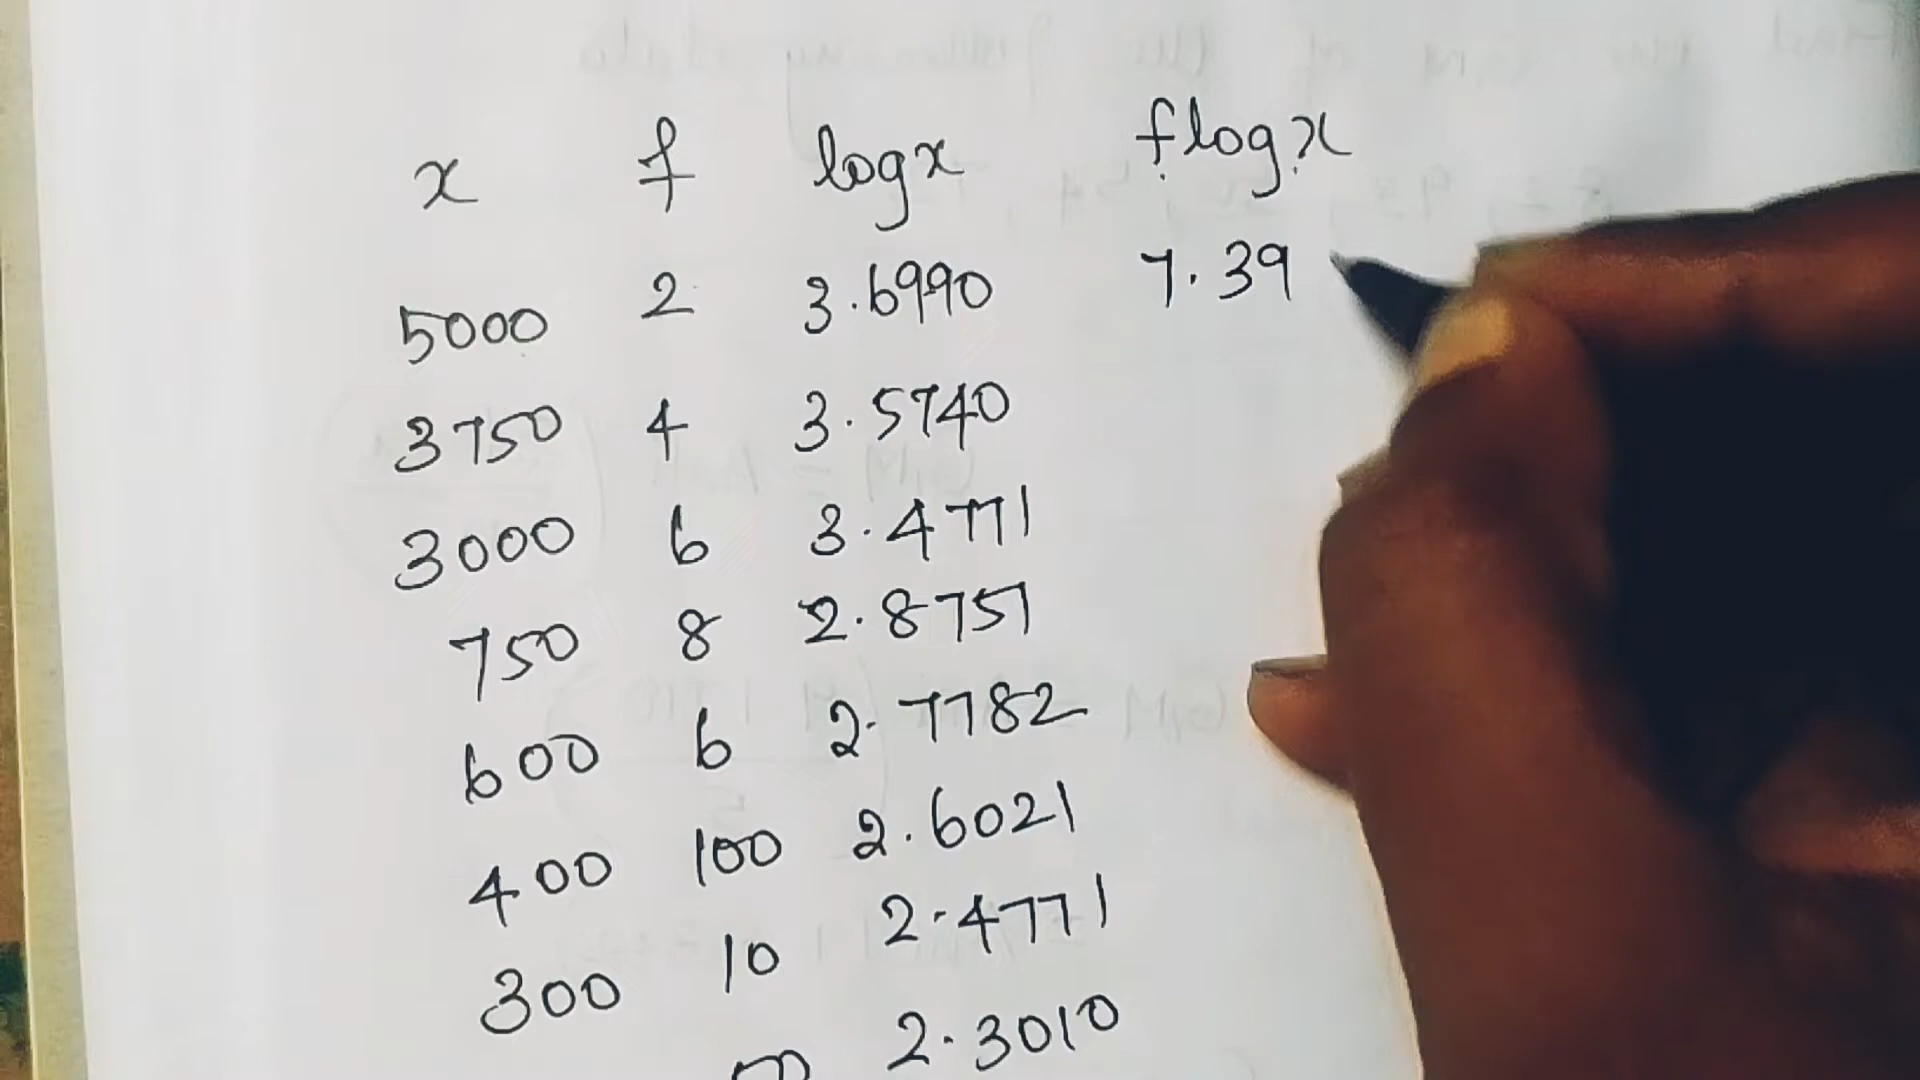 x f log x f log x
5000 2 3.6990 7.39
3750 4 3.5740
3000 6 3.4771
750 8 2.8751
600 6 2.7782
400 100 2.6021
300 10 2.4771
2.3010